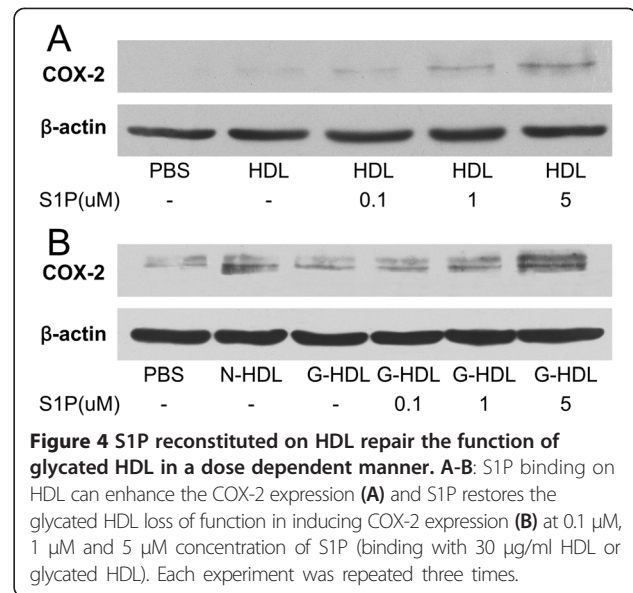 A
COX-2
β-actin
PBS HDL HDL HDL HDL
S1P(uM) - - 0.1 1 5
B
COX-2
β-actin
PBS N-HDL G-HDL G-HDL G-HDL G-HDL
S1P(uM) - - - 0.1 1 5
Figure 4 S1P reconstituted on HDL repair the function of
glycated HDL in a dose dependent manner. A-B: S1P binding on
HDL can enhance the COX-2 expression (A) and S1P restores the
glycated HDL loss of function in inducing COX-2 expression (B) at 0.1 μM,
1 μM and 5 μM concentration of S1P (binding with 30 μg/ml HDL or
glycated HDL). Each experiment was repeated three times.